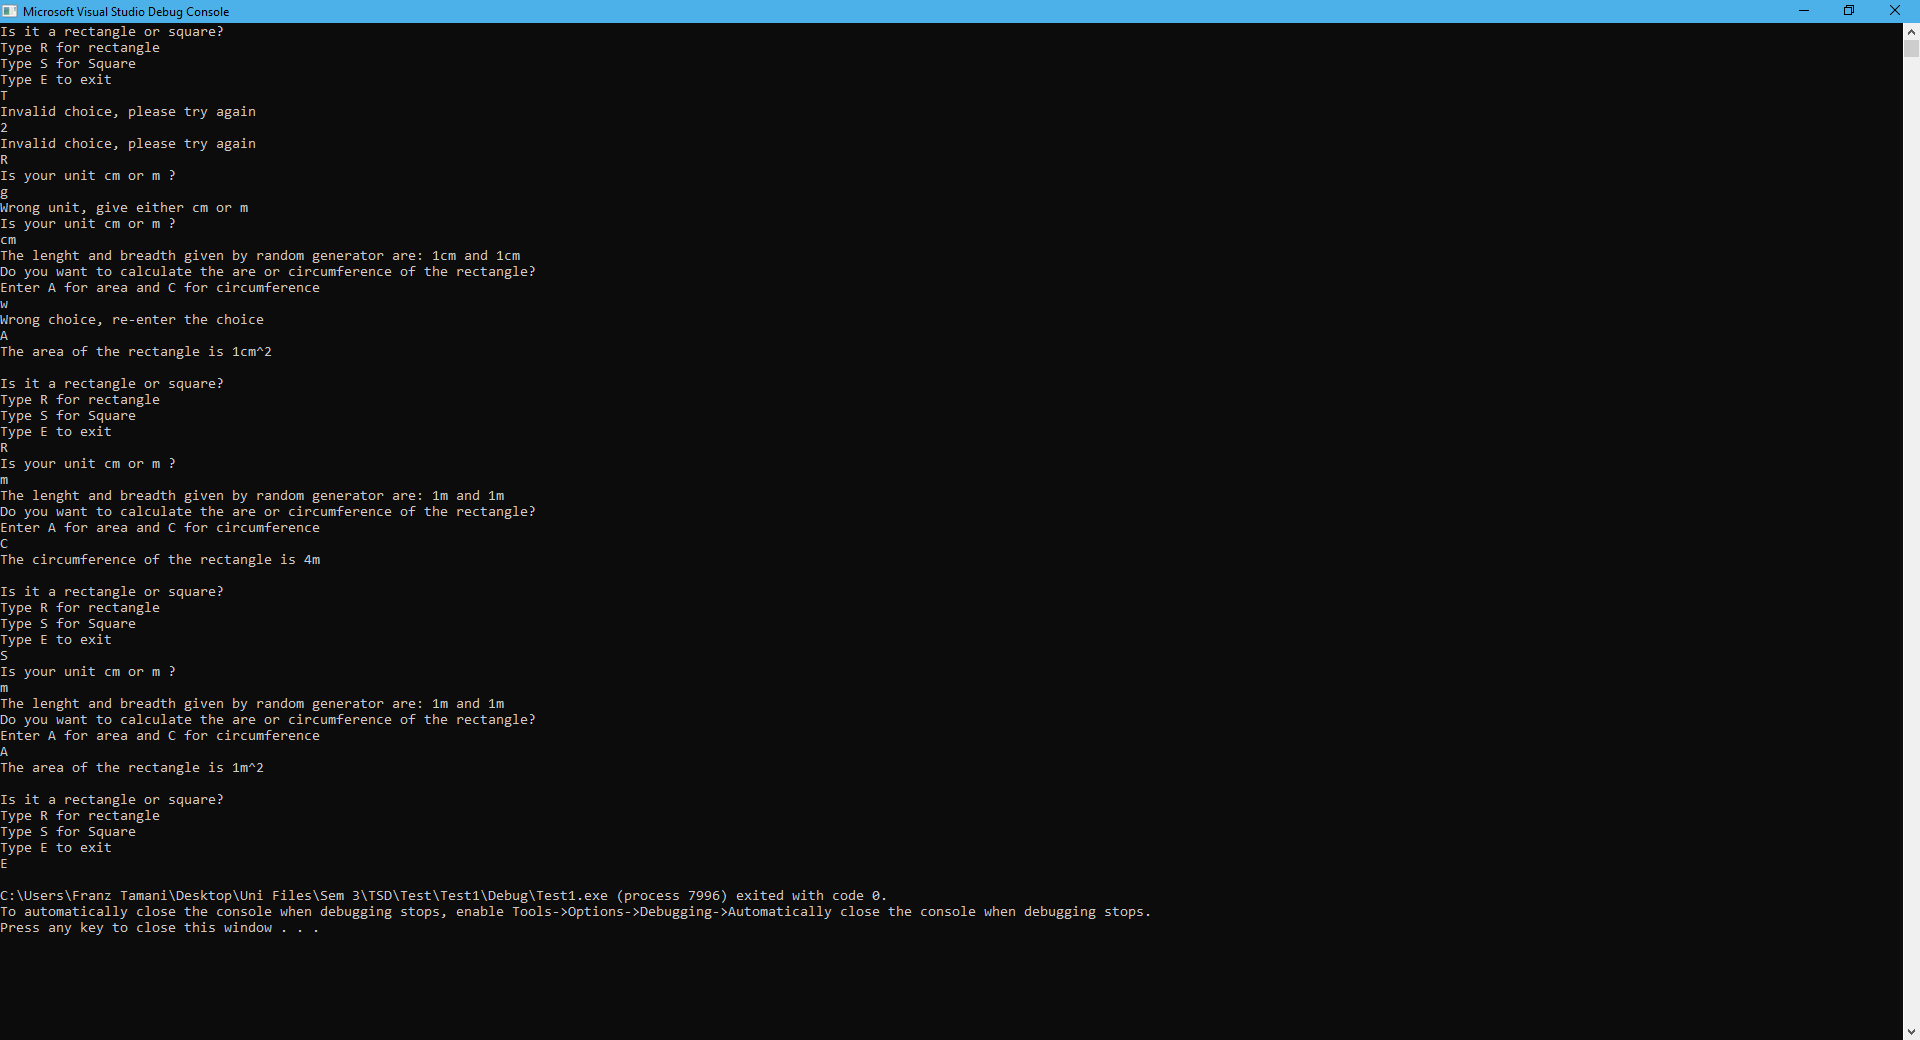 Microsoft Visual Studio Debug Console
Is it a rectangle or square?
Type R for rectangle
Type S for Square
Type E to exit
T
Invalid choice, please try again
2
Invalid choice, please try again
R
Is your unit cm or m ?
g
Wrong unit, give either cm or m
Is your unit cm or m ?
cm
The lenght and breadth given by random generator are: 1cm and 1cm
Do you want to calculate the are or circumference of the rectangle?
Enter A for area and C for circumference
w
Wrong choice, re-enter the choice
A
The area of the rectangle is 1cm^2

Is it a rectangle or square?
Type R for rectangle
Type S for Square
Type E to exit
R
Is your unit cm or m ?
m
The lenght and breadth given by random generator are: 1m and 1m
Do you want to calculate the are or circumference of the rectangle?
Enter A for area and C for circumference
C
The circumference of the rectangle is 4m

Is it a rectangle or square?
Type R for rectangle
Type S for Square
Type E to exit
S
Is your unit cm or m ?
m
The lenght and breadth given by random generator are: 1m and 1m
Do you want to calculate the are or circumference of the rectangle?
Enter A for area and C for circumference
A
The area of the rectangle is 1m^2

Is it a rectangle or square?
Type R for rectangle
Type S for Square
Type E to exit
E

C:\Users\Franz Tamani\Desktop\Uni Files\Sem 3\TSD\Test\Test1\Debug\Test1.exe (process 7996) exited with code 0.
To automatically close the console when debugging stops, enable Tools->Options->Debugging->Automatically close the console when debugging stops.
Press any key to close this window . . .